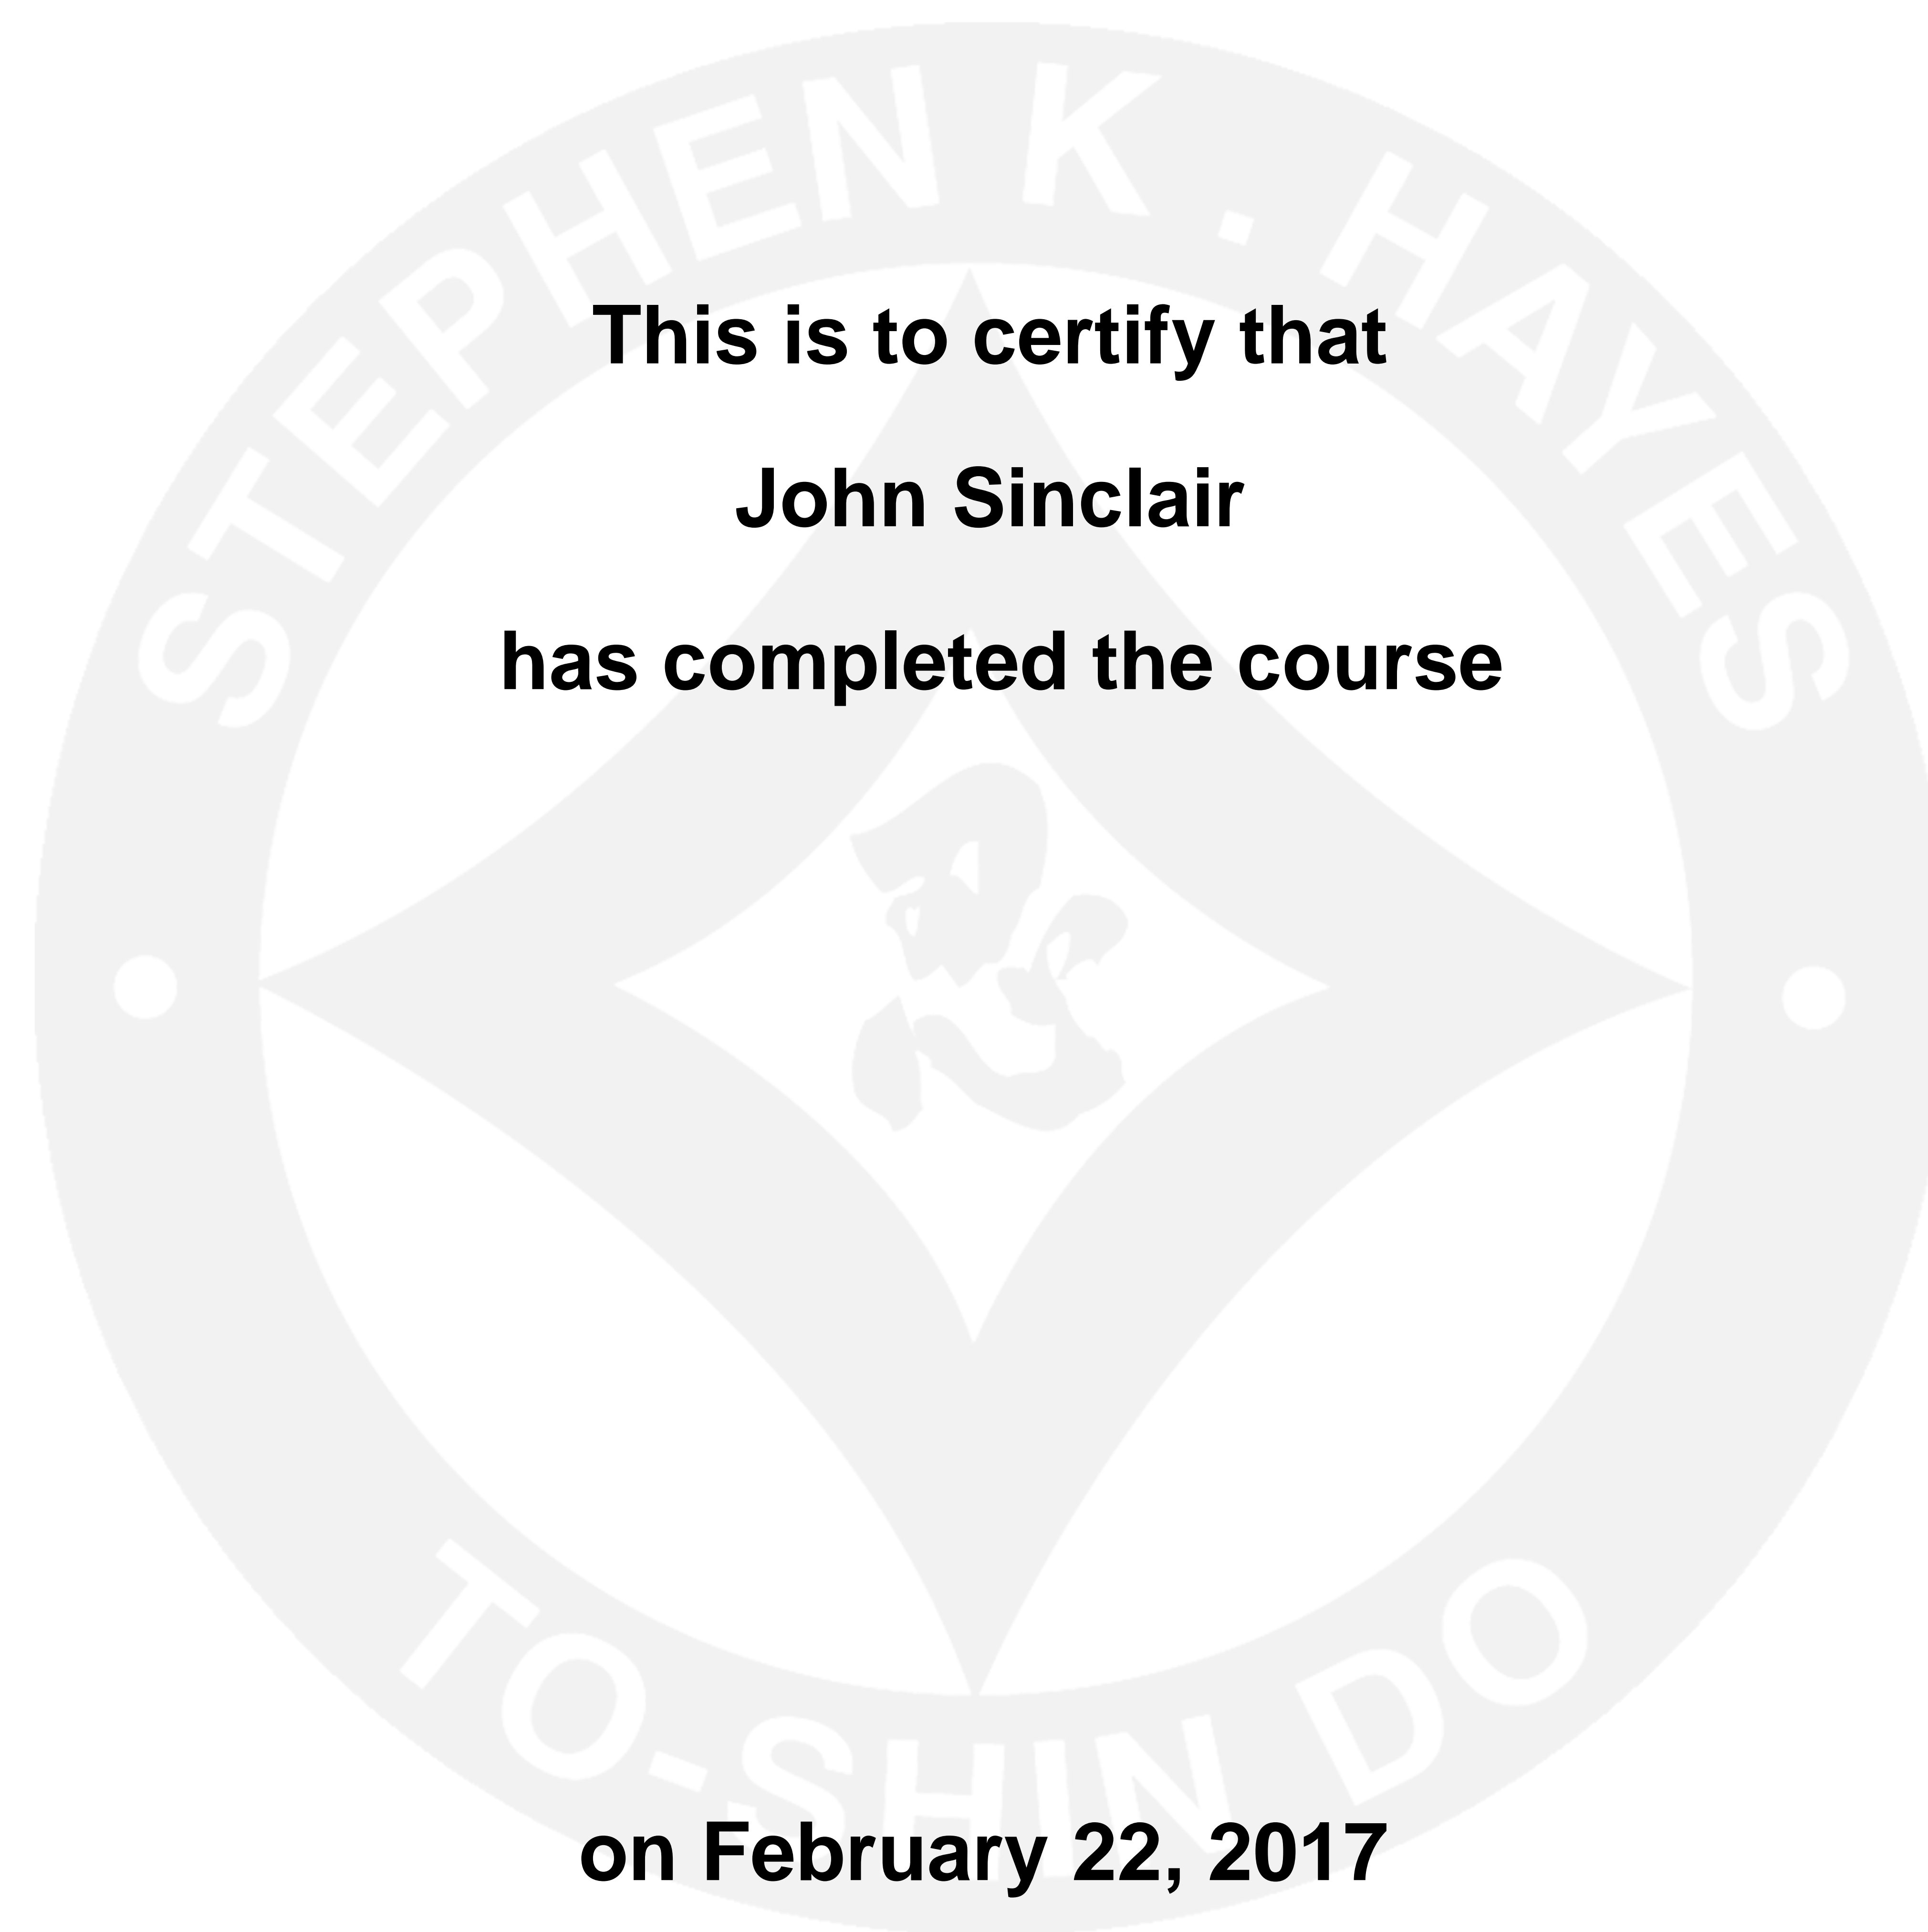 STEPHEN K. HAYES
This is to certify that
John Sinclair
has completed the course
忍
TO-SHIN DO
on February 22, 2017